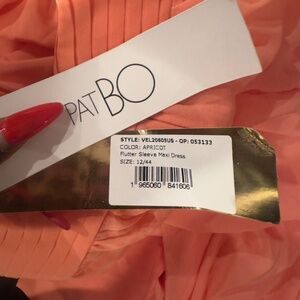 PATBO
STYLE: VEL20605US - OP: 053133
COLOR: APRICOT
Flutter Sleeve Maxi Dress
SIZE: 12/44
1 965060 841606